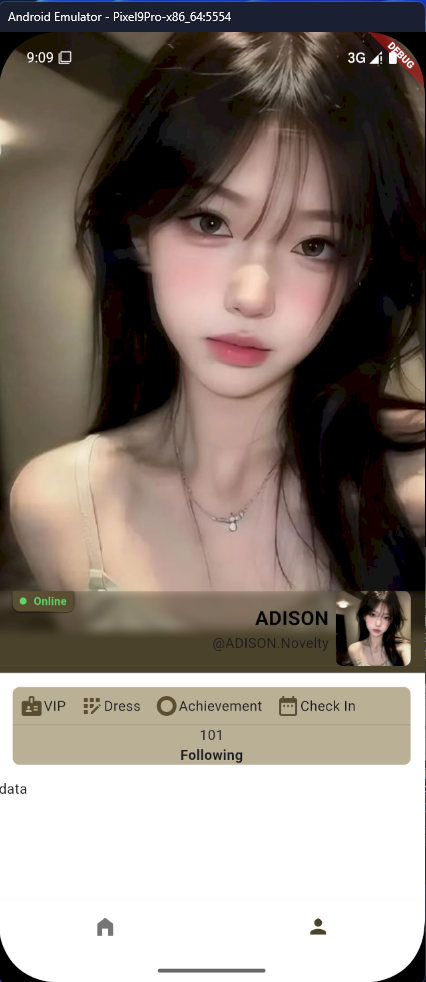 Android Emulator - Pixel9Pro-x86_64:5554
9:09
3G
DEBUG
Online
ADISON
@ADISON.Novelty
VIP Dress Achievement Check In
101
Following
data